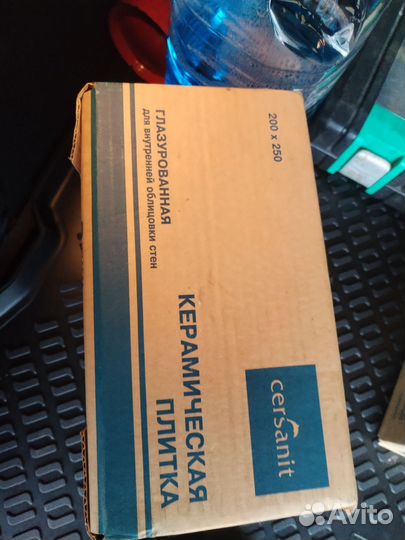 200 x 250
ГЛАЗУРОВАННАЯ
для внутренней облицовки стен
КЕРАМИЧЕСКАЯ
ПЛИТКА
cersanit
Avito